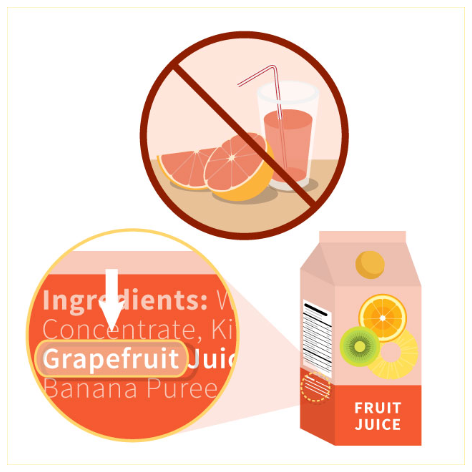 Ingredients: W
Concentrate, Ki
Grapefruit Juic
Banana Puree
FRUIT
JUICE